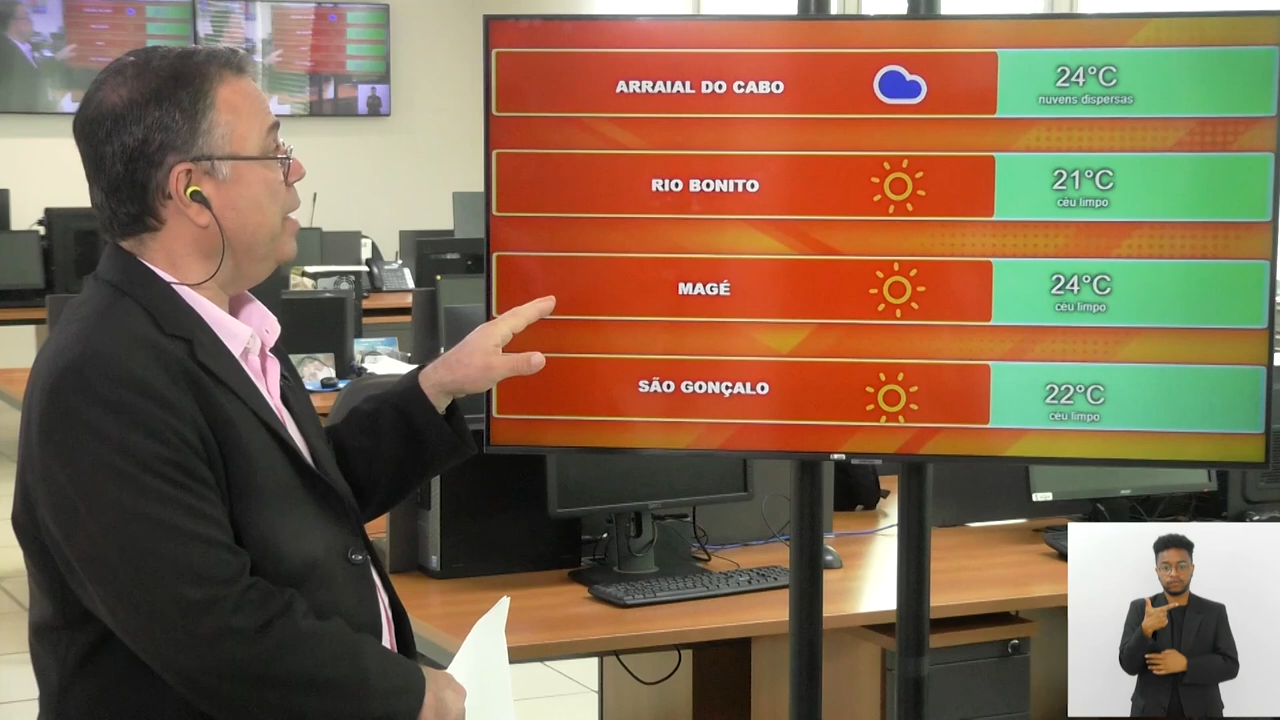 ARRAIAL DO CABO
24°C
nuvens dispersas
RIO BONITO
21°C
céu limpo
MAGÉ
24°C
céu limpo
SÃO GONÇALO
22°C
céu limpo